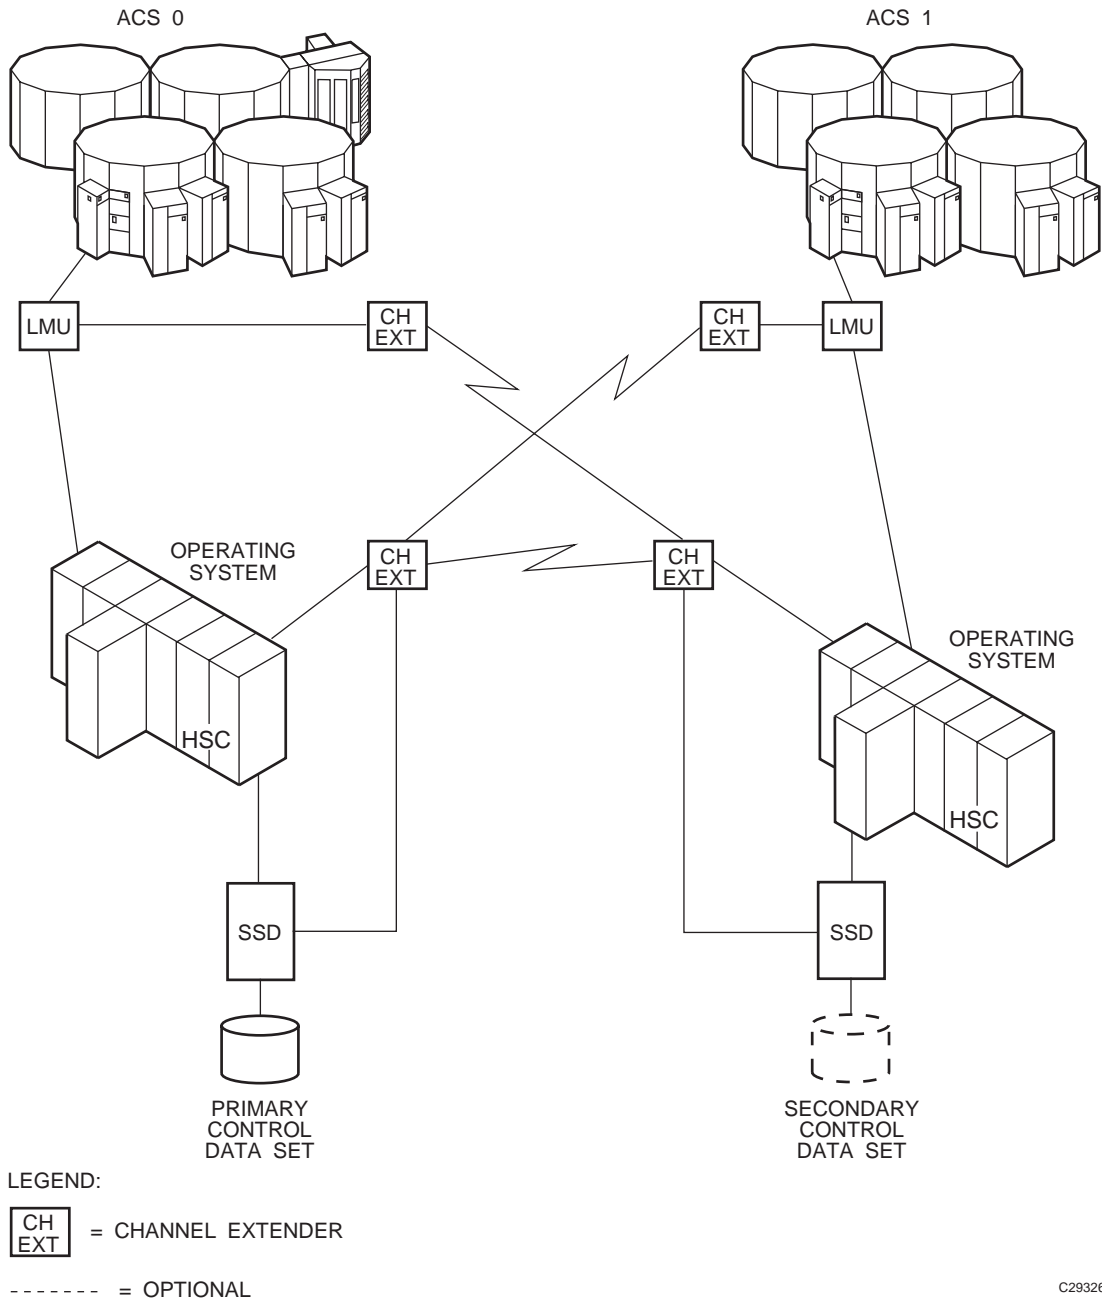 ACS 0
ACS 1
LMU
CH
EXT
CH
EXT
LMU
OPERATING
SYSTEM
CH
EXT
CH
EXT
OPERATING
SYSTEM
HSC
HSC
SSD
SSD
PRIMARY
CONTROL
DATA SET
SECONDARY
CONTROL
DATA SET
LEGEND:
CH
EXT
= CHANNEL EXTENDER
------- = OPTIONAL
C29326